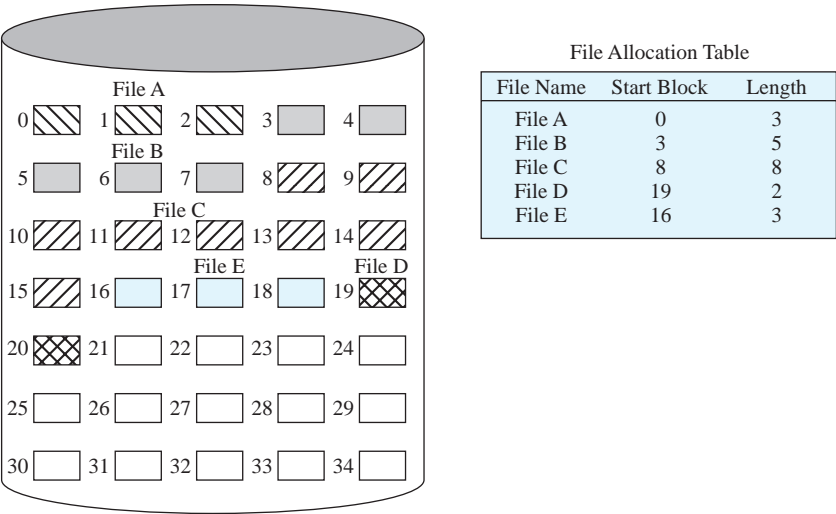 File A
0 1 2 3 4
File B
5 6 7 8 9
File C
10 11 12 13 14
File E File D
15 16 17 18 19
20 21 22 23 24
25 26 27 28 29
30 31 32 33 34
File Allocation Table
File Name Start Block Length
File A 0 3
File B 3 5
File C 8 8
File D 19 2
File E 16 3